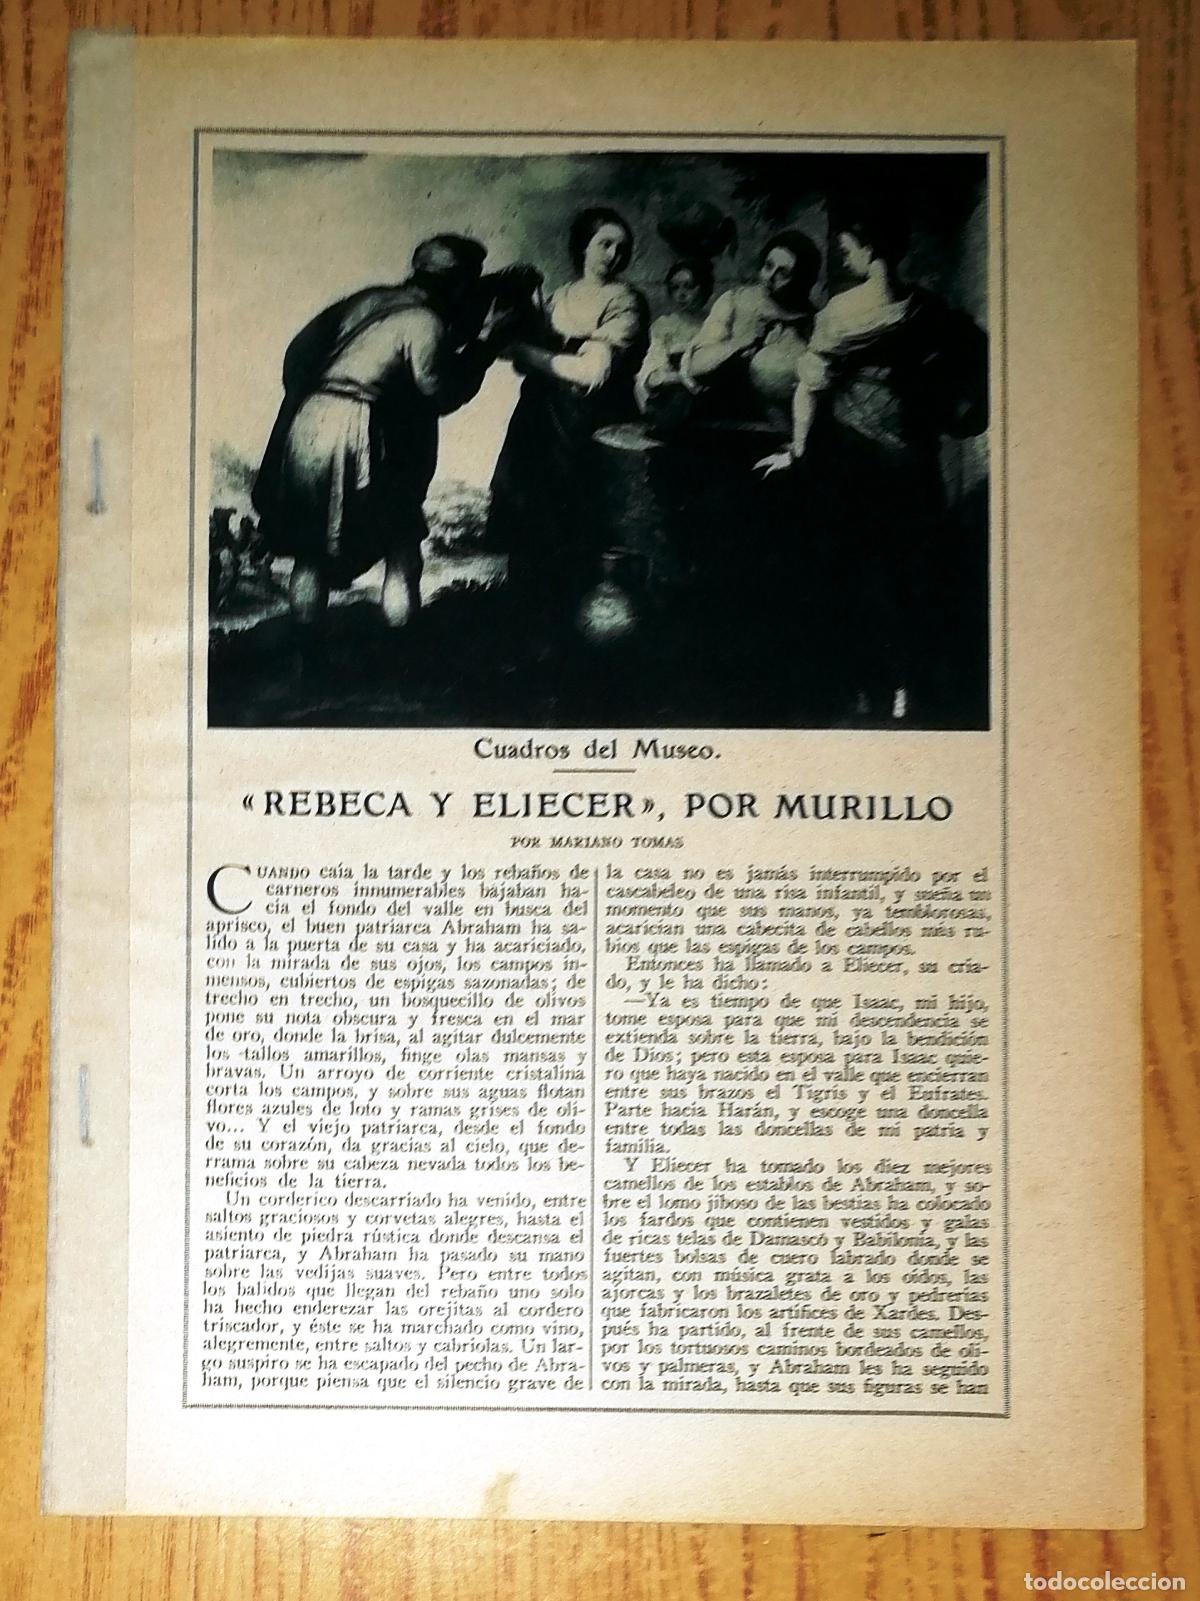 Cuadros del Museo.
« REBECA Y ELIECER», POR MURILLO
POR MARIANO TOMAS
CUANDO caía la tarde y los rebaños de
carneros innumerables bajaban ha-
cia el fondo del valle en busca del
aprisco, el buen patriarca Abraham ha sa-
lido a la puerta de su casa y ha acariciado,
con la mirada de sus ojos, los campos in-
mensos, cubiertos de espigas sazonadas; de
trecho en trecho, un bosquecillo de olivos
pone su nota obscura y fresca en el mar
de oro, donde la brisa, al agitar dulcemente
los tallos amarillos, finge olas mansas y
bravas. Un arroyo de corriente cristalina
corta los campos, y sobre sus aguas flotan
flores azules de loto y ramas grises de oli-
vo... Y el viejo patriarca, desde el fondo
de su corazón, da gracias al cielo, que de-
rrama sobre su cabeza nevada todos los be-
neficios de la tierra.
Un corderico descarriado ha venido, entre
saltos graciosos y corvetas alegres, hasta el
asiento de piedra rústica donde descansa el
patriarca, y Abraham ha pasado su mano
sobre las vedijas suaves. Pero entre todos
los balidos que llegan del rebaño uno solo
ha hecho enderezar las orejitas al cordero
triscador, y éste se ha marchado como vino,
alegremente, entre saltos y cabriolas. Un lar-
go suspiro se ha escapado del pecho de Abra-
ham, porque piensa que el silencio grave de
la casa no es jamás interrumpido por el
cascabeleo de una risa infantil, y sueña un
momento que sus manos, ya temblorosas,
acarician una cabecita de cabellos más ru-
bios que las espigas de los campos.
Entonces ha llamado a Eliecer, su cria-
do, y le ha dicho:
—Ya es tiempo de que Isaac, mi hijo,
tome esposa para que mi descendencia se
extienda sobre la tierra, bajo la bendición
de Dios; pero esta esposa para Isaac quie-
ro que haya nacido en el valle que encierran
entre sus brazos el Tigris y el Eufrates.
Parte hacia Harán, y escoge una doncella
entre todas las doncellas de mi patria y
familia.
Y Eliecer ha tomado los diez mejores
camellos de los establos de Abraham, y so-
bre el lomo jiboso de las bestias ha colocado
los fardos que contienen vestidos y galas
de ricas telas de Damasco y Babilonia, y las
fuertes bolsas de cuero labrado donde se
agitan, con música grata a los oídos, las
ajorcas y los brazaletes de oro y pedrerías
que fabricaron los artífices de Xardes. Des-
pués ha partido, al frente de sus camellos,
por los tortuosos caminos bordeados de oli-
vos y palmeras, y Abraham les ha seguido
con la mirada, hasta que sus figuras se han
todocoleccion